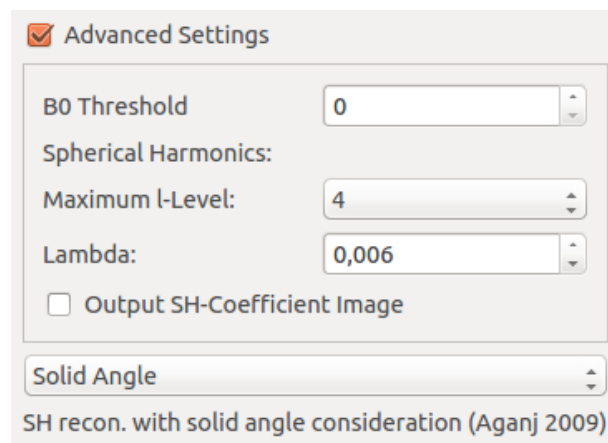 Advanced Settings
B0 Threshold 0
Spherical Harmonics:
Maximum l-Level: 4
Lambda: 0,006
Output SH-Coefficient Image
Solid Angle
SH recon. with solid angle consideration (Aganj 2009)